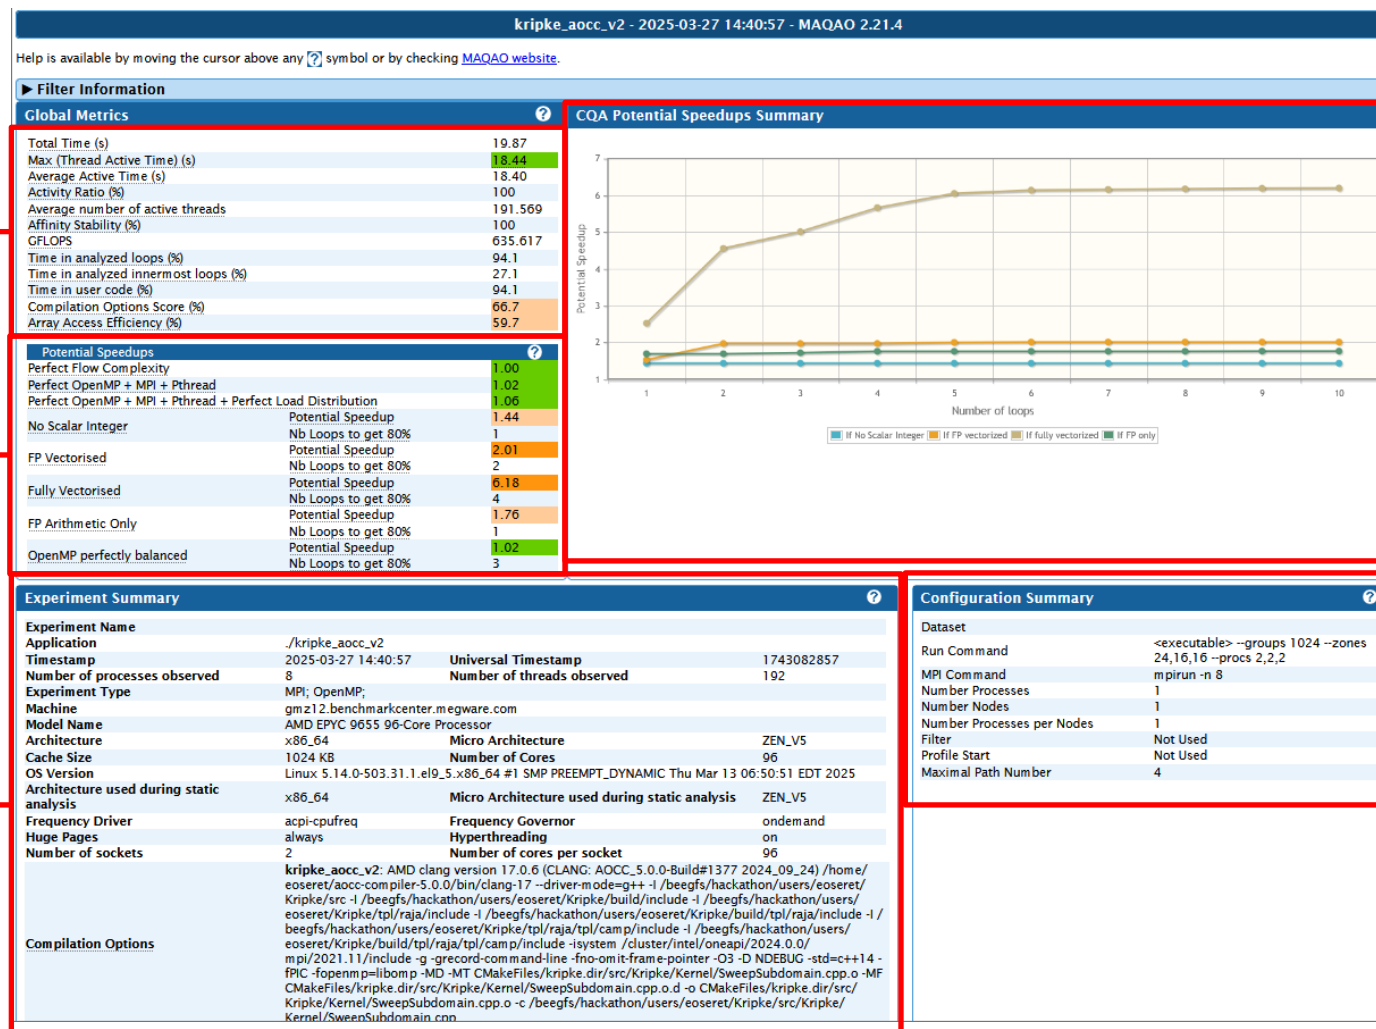 kripke_aocc_v2 - 2025-03-27 14:40:57 - MAQAO 2.21.4
Help is available by moving the cursor above any ? symbol or by checking MAQAO website.
▶ Filter Information
Global Metrics ?
Total Time (s) 19.87
Max (Thread Active Time) (s) 18.44
Average Active Time (s) 18.40
Activity Ratio (%) 100
Average number of active threads 191.569
Affinity Stability (%) 100
GFLOPS 635.617
Time in analyzed loops (%) 94.1
Time in analyzed innermost loops (%) 27.1
Time in user code (%) 94.1
Compilation Options Score (%) 66.7
Array Access Efficiency (%) 59.7
Potential Speedups ?
Perfect Flow Complexity 1.00
Perfect OpenMP + MPI + Pthread 1.02
Perfect OpenMP + MPI + Pthread + Perfect Load Distribution 1.06
No Scalar Integer Potential Speedup 1.44
Nb Loops to get 80% 1
FP Vectorised Potential Speedup 2.01
Nb Loops to get 80% 2
Fully Vectorised Potential Speedup 6.18
Nb Loops to get 80% 4
FP Arithmetic Only Potential Speedup 1.76
Nb Loops to get 80% 1
OpenMP perfectly balanced Potential Speedup 1.02
Nb Loops to get 80% 3
CQA Potential Speedups Summary
7
6
5
4
3
2
1
Potential Speedup
1 2 3 4 5 6 7 8 9 10
Number of loops
If No Scalar Integer If FP vectorized If fully vectorized If FP only
Experiment Summary ?
Experiment Name
Application ./kripke_aocc_v2
Timestamp 2025-03-27 14:40:57 Universal Timestamp 1743082857
Number of processes observed 8 Number of threads observed 192
Experiment Type MPI; OpenMP;
Machine gmz12.benchmarkcenter.megware.com
Model Name AMD EPYC 9655 96-Core Processor
Architecture x86_64 Micro Architecture ZEN_V5
Cache Size 1024 KB Number of Cores 96
OS Version Linux 5.14.0-503.31.1.el9_5.x86_64 #1 SMP PREEMPT_DYNAMIC Thu Mar 13 06:50:51 EDT 2025
Architecture used during static
analysis x86_64 Micro Architecture used during static analysis ZEN_V5
Frequency Driver acpi-cpufreq Frequency Governor ondemand
Huge Pages always Hyperthreading on
Number of sockets 2 Number of cores per socket 96
Compilation Options
kripke_aocc_v2: AMD clang version 17.0.6 (CLANG: AOCC_5.0.0-Build#1377 2024_09_24) /home/
eoseret/aocc-compiler-5.0.0/bin/clang-17 --driver-mode=g++ -I /beegfs/hackathon/users/eoseret/
Kripke/src -I /beegfs/hackathon/users/eoseret/Kripke/build/include -I /beegfs/hackathon/users/
eoseret/Kripke/tpl/raja/include -I /beegfs/hackathon/users/eoseret/Kripke/build/tpl/raja/include -I /
beegfs/hackathon/users/eoseret/Kripke/tpl/raja/tpl/camp/include -I /beegfs/hackathon/users/
eoseret/Kripke/build/tpl/raja/tpl/camp/include -isystem /cluster/intel/oneapi/2024.0.0/
mpi/2021.11/include -g -grecord-command-line -fno-omit-frame-pointer -O3 -D NDEBUG -std=c++14 -
fPIC -fopenmp=libomp -MD -MT CMakeFiles/kripke.dir/src/Kripke/Kernel/SweepSubdomain.cpp.o -MF
CMakeFiles/kripke.dir/src/Kripke/Kernel/SweepSubdomain.cpp.o.d -o CMakeFiles/kripke.dir/src/
Kripke/Kernel/SweepSubdomain.cpp.o -c /beegfs/hackathon/users/eoseret/Kripke/src/Kripke/
Kernel/SweepSubdomain.cpp
Configuration Summary ?
Dataset
Run Command <executable> --groups 1024 --zones
24,16,16 --procs 2,2,2
MPI Command mpirun -n 8
Number Processes 1
Number Nodes 1
Number Processes per Nodes 1
Filter Not Used
Profile Start Not Used
Maximal Path Number 4